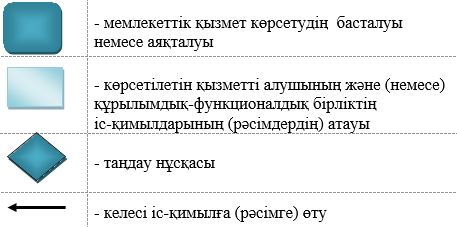 - мемлекеттік қызмет көрсетудің басталуы
немесе аяқталуы
- көрсетілетін қызметті алушының және (немесе)
құрылымдық-функционалдық бірліктің
іс-қимылдарының (рәсімдердің) атауы
- таңдау нұсқасы
- келесі іс-қимылға (рәсімге) өту